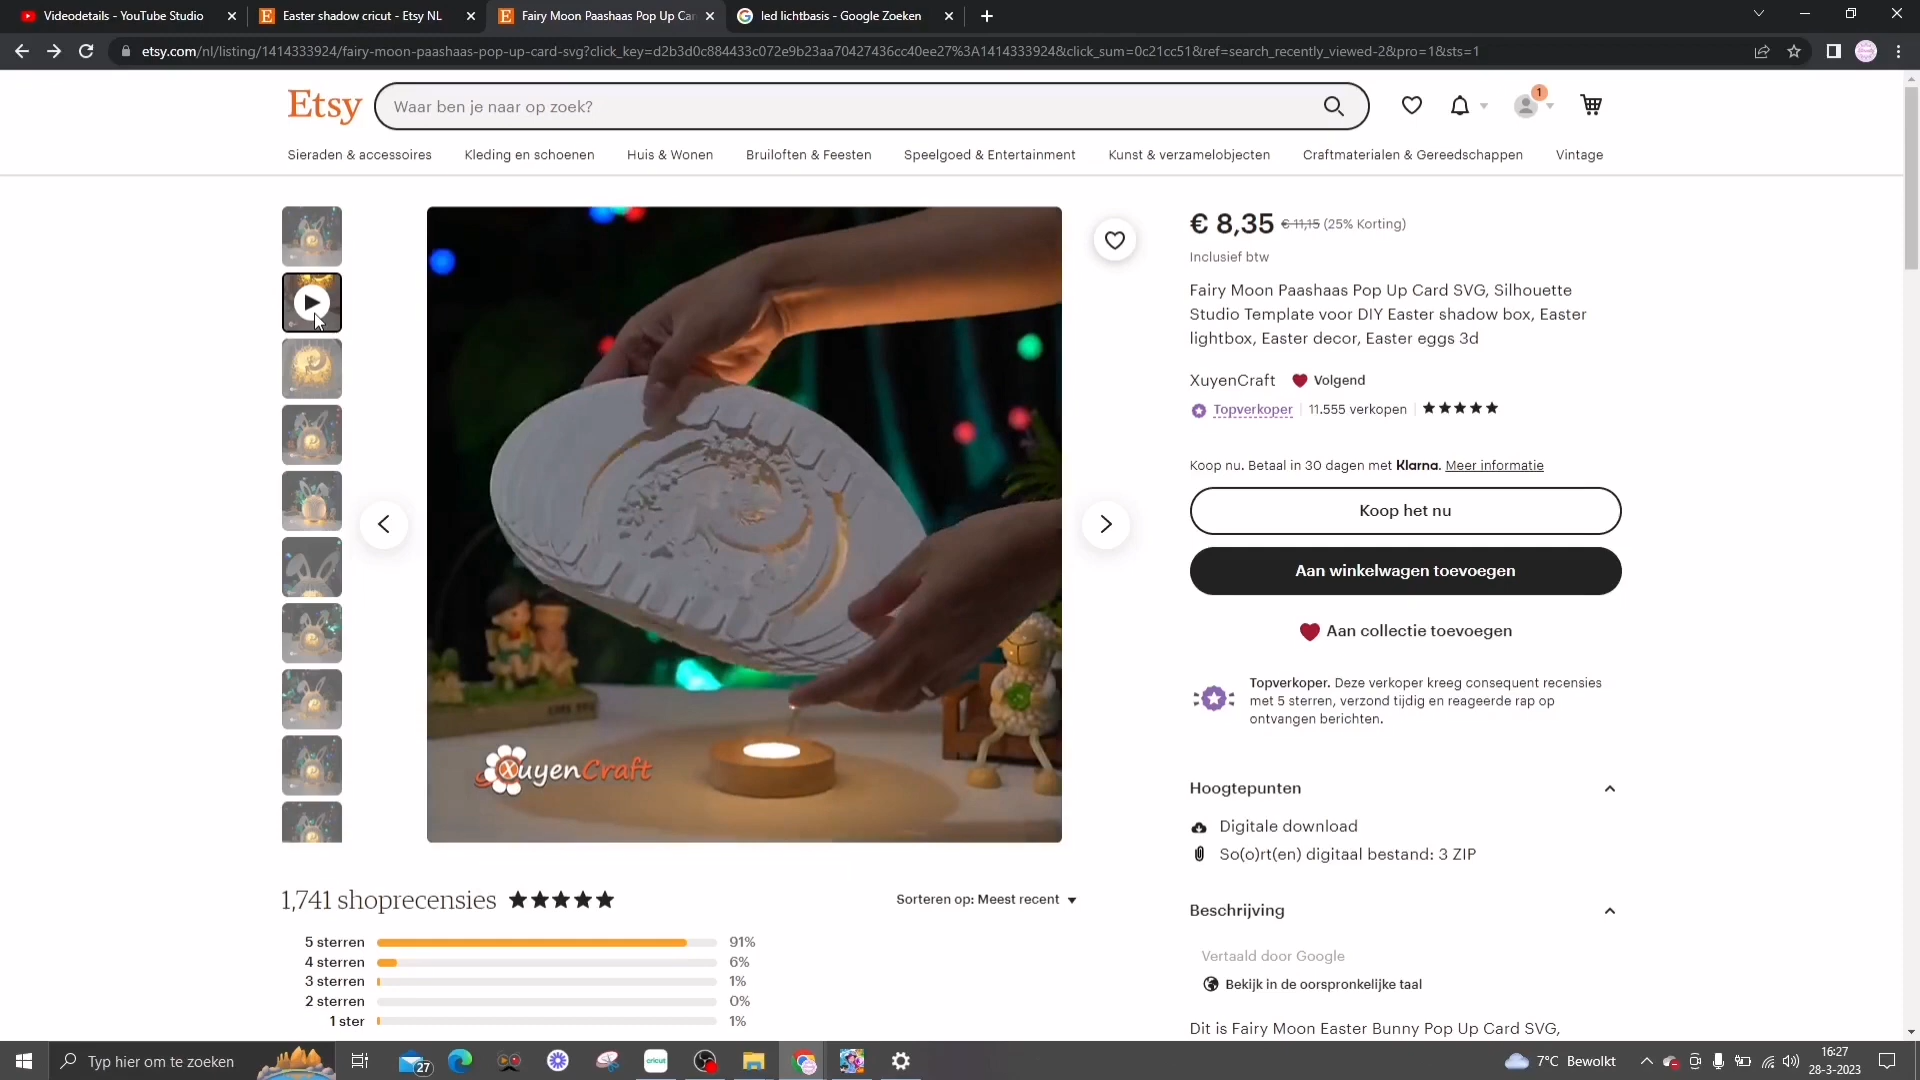 Videodetails - YouTube Studio
Easter shadow cricut - Etsy NL
Fairy Moon Paashaas Pop Up Car
led lichtbasis - Google Zoeken
etsy.com/nl/listing/1414333924/fairy-moon-paashaas-pop-up-card-svg?click_key=d2b3d0c884433c072e9b23aa70427436cc40ee27%3A1414333924&click_sum=0c21cc51&ref=search_recently_viewed-2&pro=1&sts=1
Etsy
Waar ben je naar op zoek?
1
Sieraden & accessoires
Kleding en schoenen
Huis & Wonen
Bruiloften & Feesten
Speelgoed & Entertainment
Kunst & verzamelobjecten
Craftmaterialen & Gereedschappen
Vintage
€ 8,35 € 11,15 (25% Korting)
Inclusief btw
Fairy Moon Paashaas Pop Up Card SVG, Silhouette
Studio Template voor DIY Easter shadow box, Easter
lightbox, Easter decor, Easter eggs 3d
XuyenCraft Volgend
Topverkoper 11.555 verkopen
Koop nu. Betaal in 30 dagen met Klarna. Meer informatie
Koop het nu
Aan winkelwagen toevoegen
Aan collectie toevoegen
Topverkoper. Deze verkoper kreeg consequent recensies
met 5 sterren, verzond tijdig en reageerde rap op
ontvangen berichten.
XuyenCraft
Hoogtepunten
Digitale download
So(o)rt(en) digitaal bestand: 3 ZIP
1,741 shoprecensies
Sorteren op: Meest recent
5 sterren 91%
4 sterren 6%
3 sterren 1%
2 sterren 0%
1 ster 1%
Beschrijving
Vertaald door Google
Bekijk in de oorspronkelijke taal
Dit is Fairy Moon Easter Bunny Pop Up Card SVG,
Typ hier om te zoeken
27
cricut
7°C Bewolkt
16:27
28-3-2023